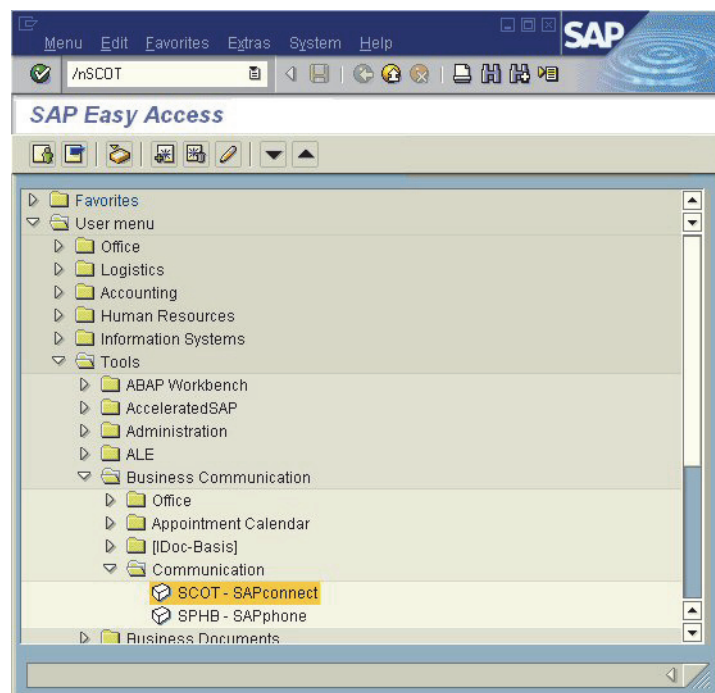 Menu Edit Favorites Extras System Help
SAP
/nSCOT
SAP Easy Access
Favorites
User menu
Office
Logistics
Accounting
Human Resources
Information Systems
Tools
ABAP Workbench
AcceleratedSAP
Administration
ALE
Business Communication
Office
Appointment Calendar
[IDoc-Basis]
Communication
SCOT - SAPconnect
SPHB - SAPphone
Business Documents